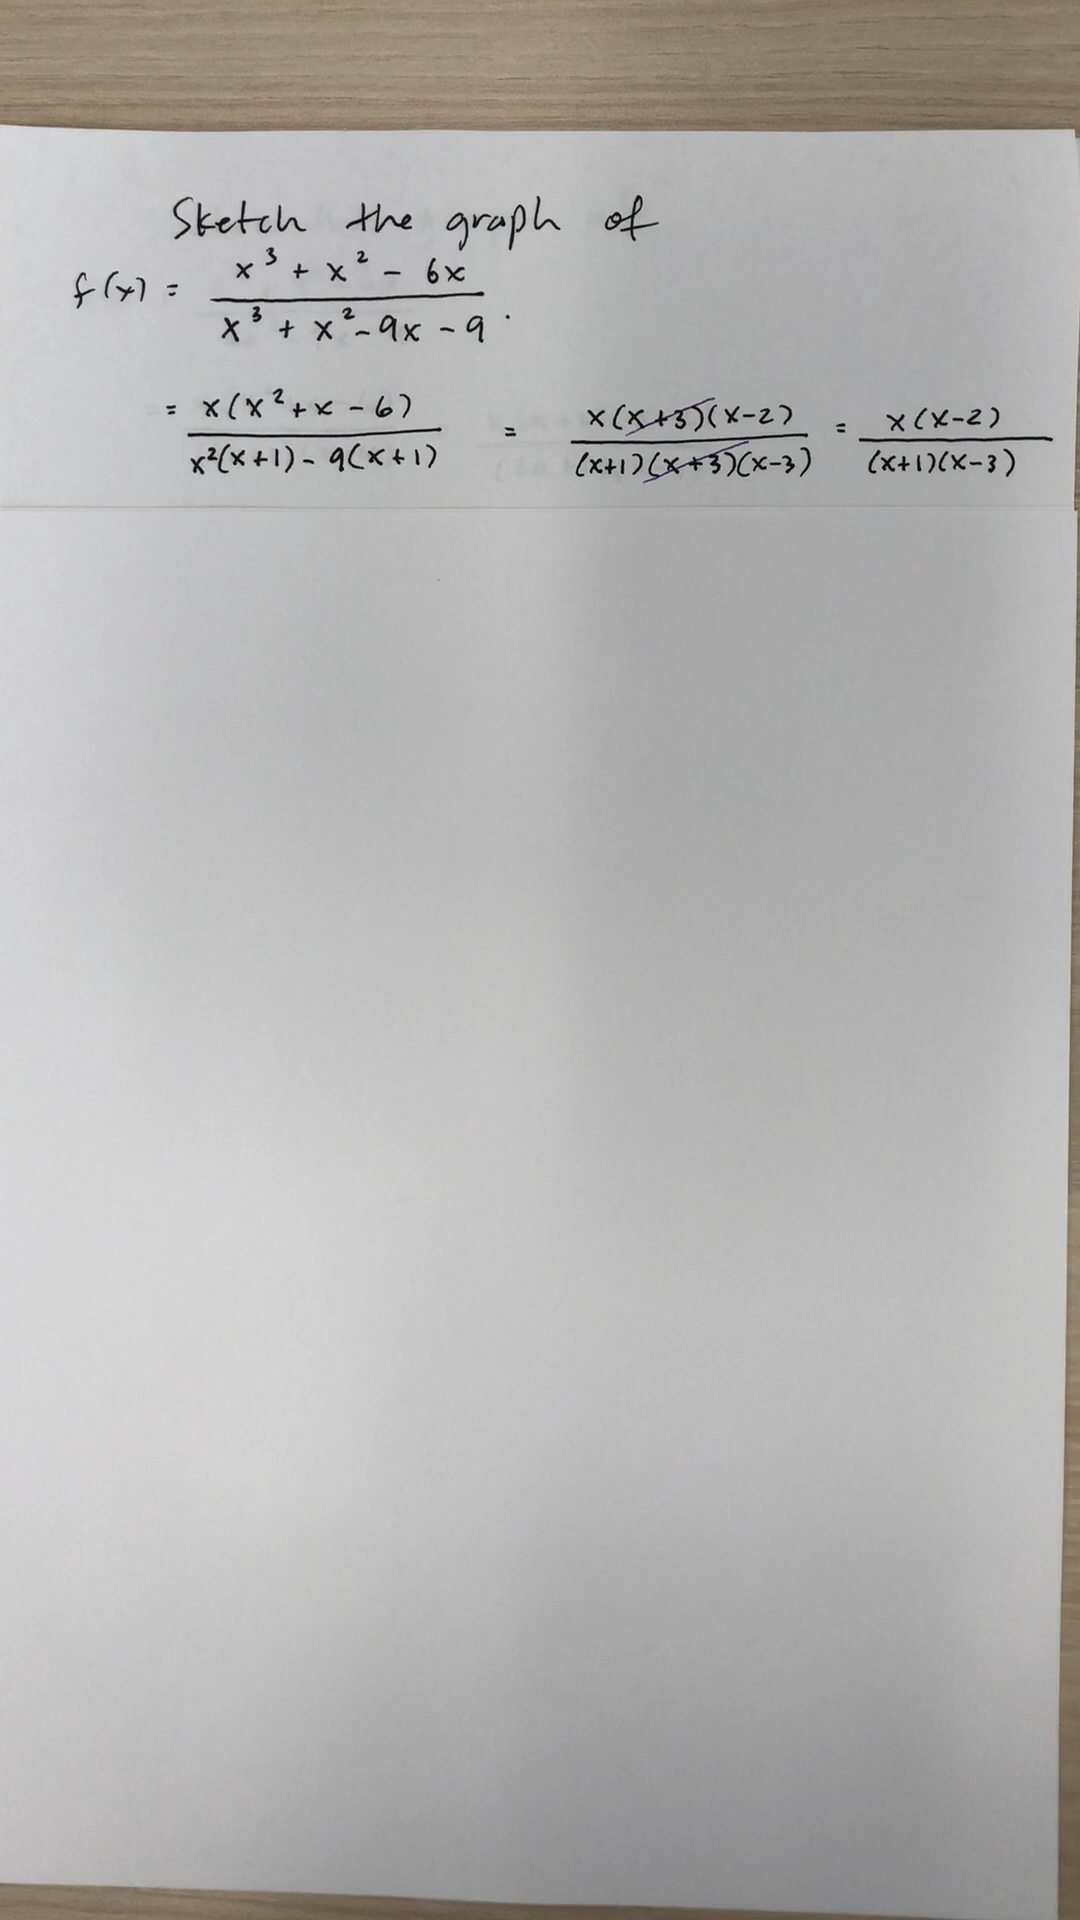 Sketch the graph of
f(x) = (x³ + x² - 6x)/(x³ + x² - 9x - 9).
= x(x² + x - 6)/(x²(x+1) - 9(x+1)) = x(x+3)(x-2)/((x+1)(x+3)(x-3)) = x(x-2)/((x+1)(x-3))